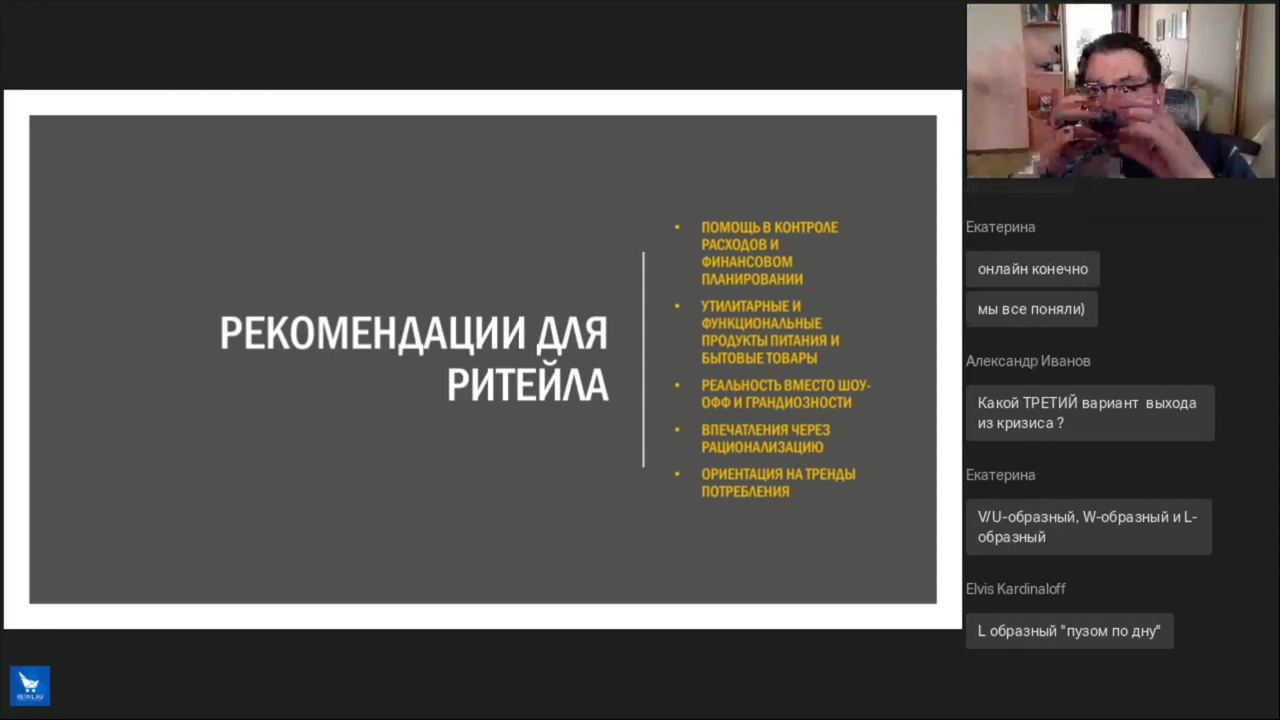 РЕКОМЕНДАЦИИ ДЛЯ
РИТЕЙЛА
• ПОМОЩЬ В КОНТРОЛЕ
РАСХОДОВ И
ФИНАНСОВОМ
ПЛАНИРОВАНИИ
• УТИЛИТАРНЫЕ И
ФУНКЦИОНАЛЬНЫЕ
ПРОДУКТЫ ПИТАНИЯ И
БЫТОВЫЕ ТОВАРЫ
• РЕАЛЬНОСТЬ ВМЕСТО ШОУ-
ОФФ И ГРАНДИОЗНОСТИ
• ВПЕЧАТЛЕНИЯ ЧЕРЕЗ
РАЦИОНАЛИЗАЦИЮ
• ОРИЕНТАЦИЯ НА ТРЕНДЫ
ПОТРЕБЛЕНИЯ
Екатерина
онлайн конечно
мы все поняли)
Александр Иванов
Какой ТРЕТИЙ вариант выхода
из кризиса ?
Екатерина
V/U-образный, W-образный и L-
образный
Elvis Kardinaloff
L образный "пузом по дну"
RETAIL.RU